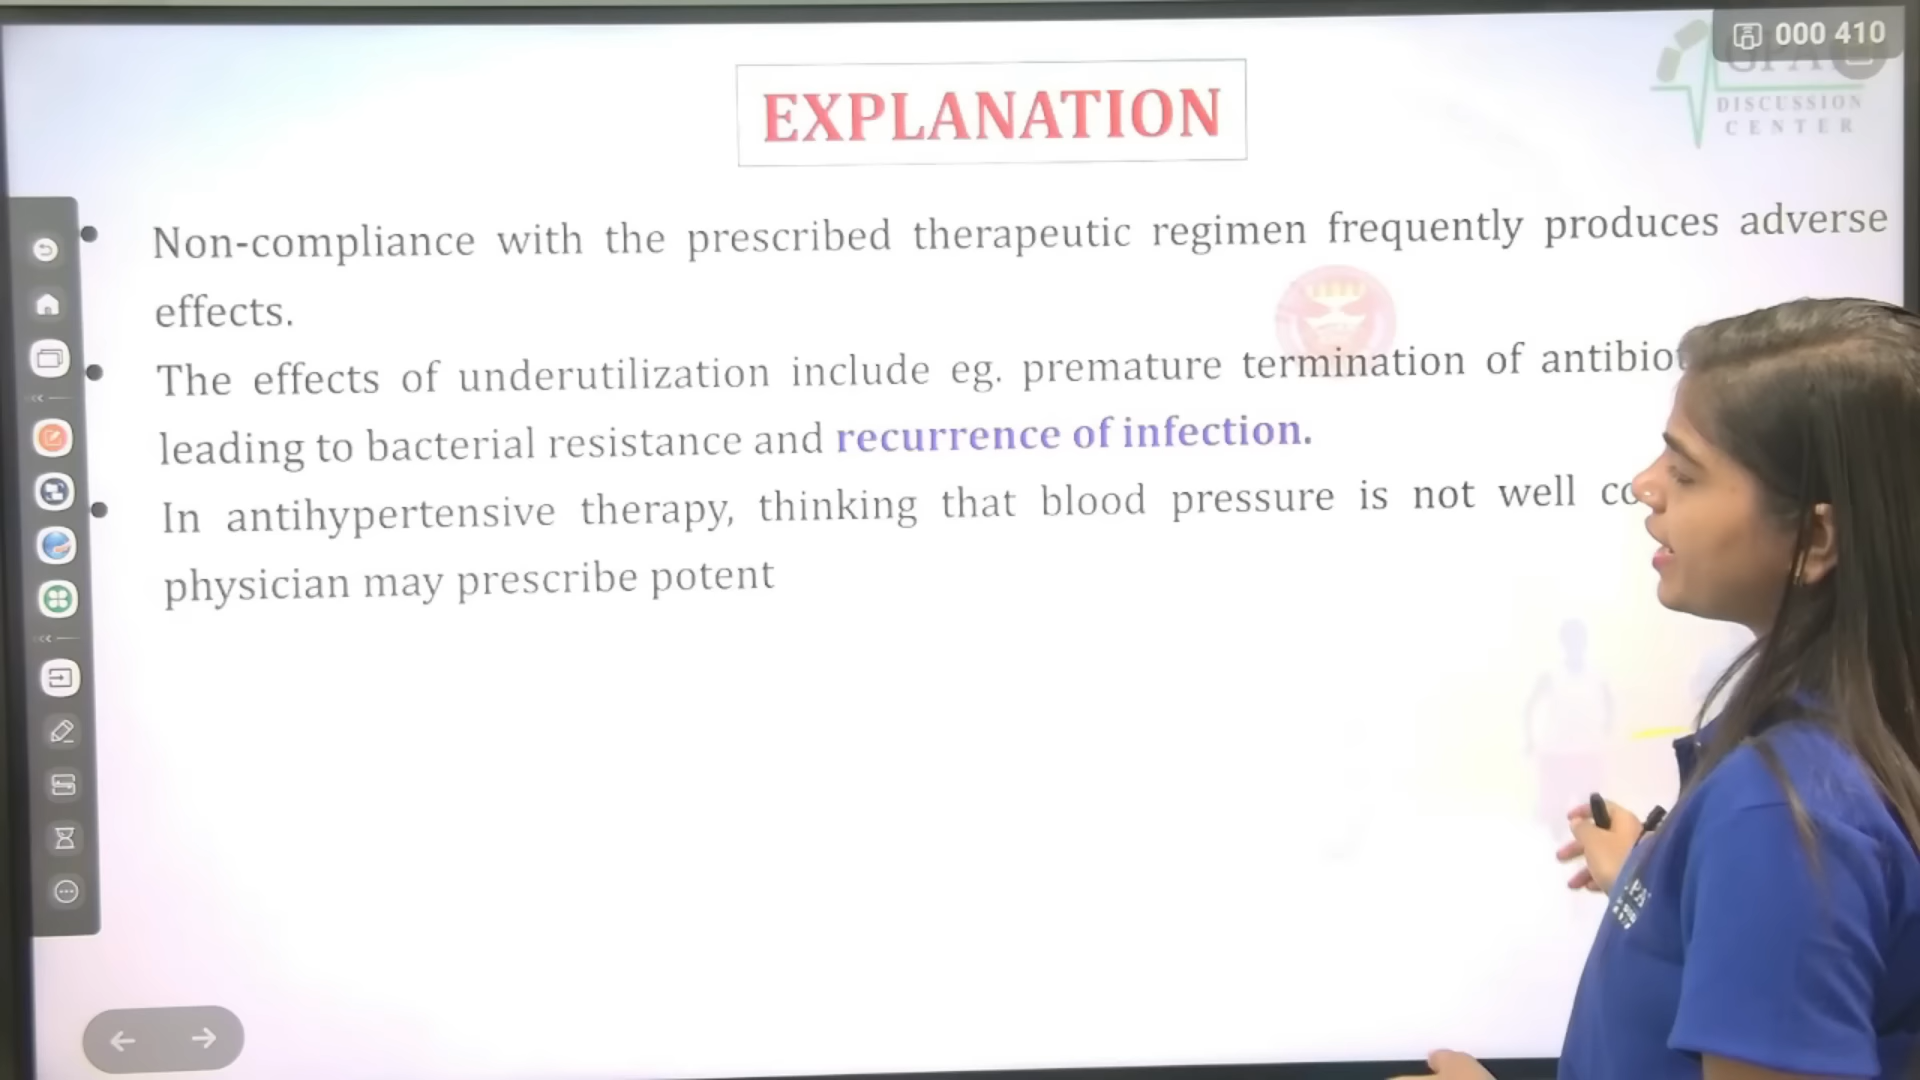 000 410
DISCUSSION
CENTER
EXPLANATION
Non-compliance with the prescribed therapeutic regimen frequently produces adverse
effects.
The effects of underutilization include eg. premature termination of
leading to bacterial resistance and recurrence of infection.
In antihypertensive therapy, thinking that blood pressure is not well
physician may prescribe potent